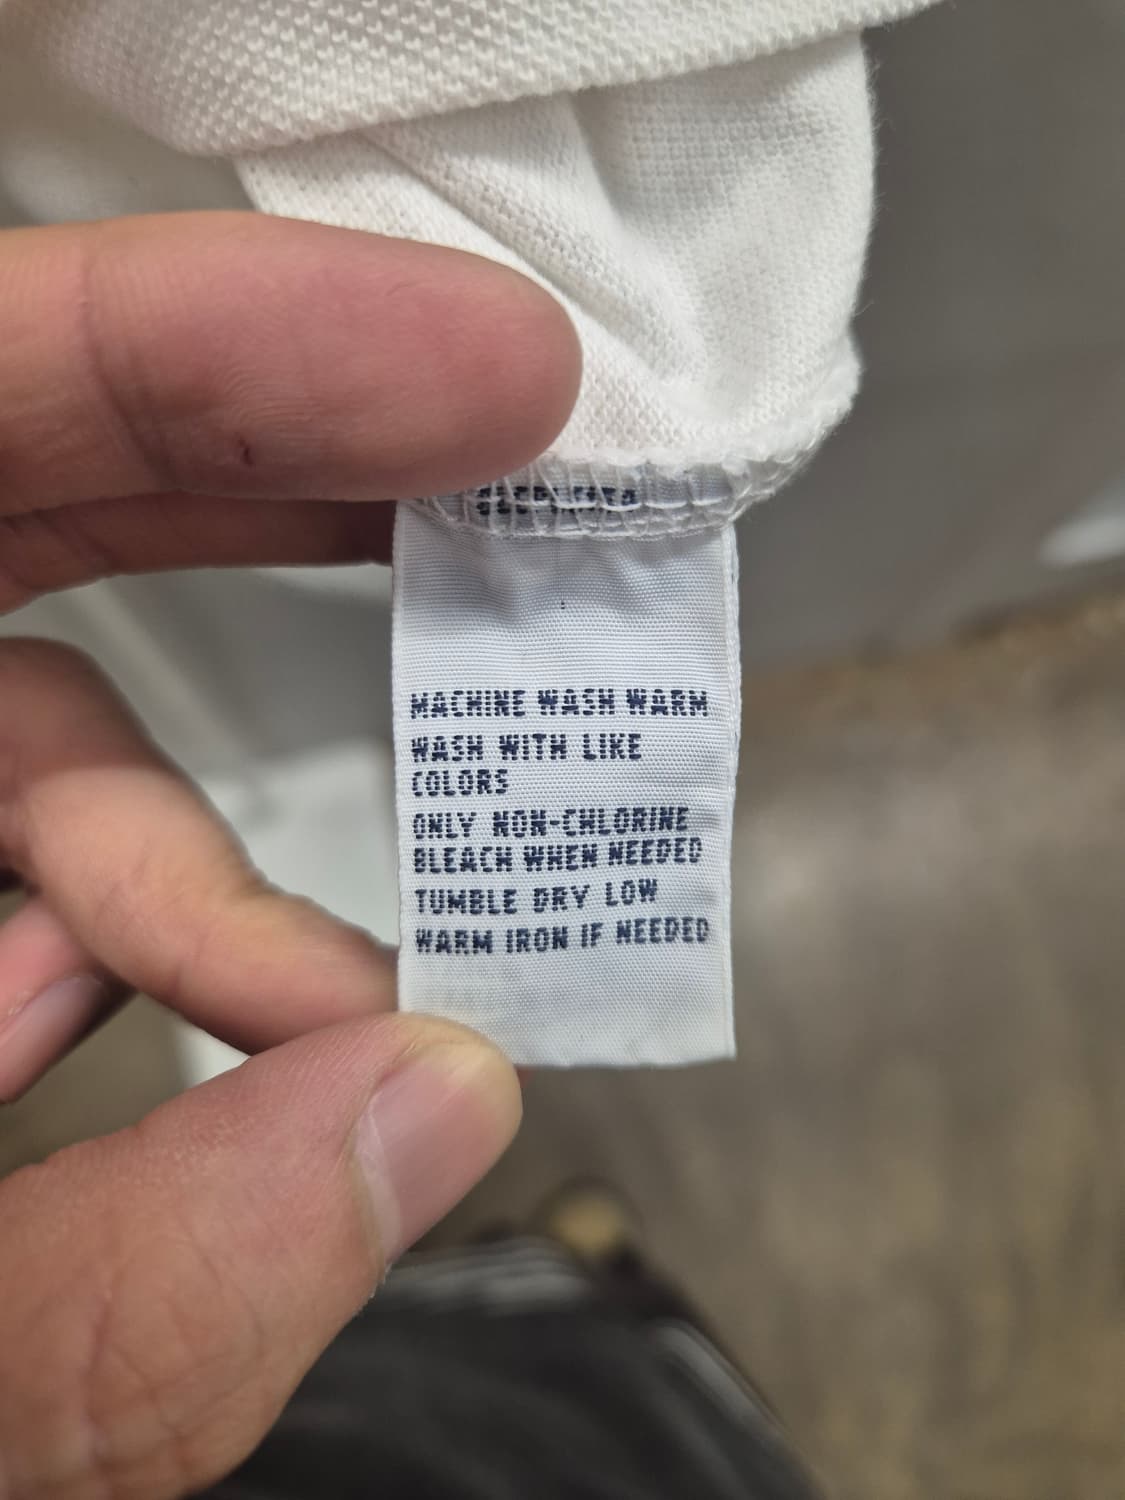 MACHINE WASH WARM
WASH WITH LIKE
COLORS
ONLY NON-CHLORINE
BLEACH WHEN NEEDED
TUMBLE DRY LOW
WARM IRON IF NEEDED